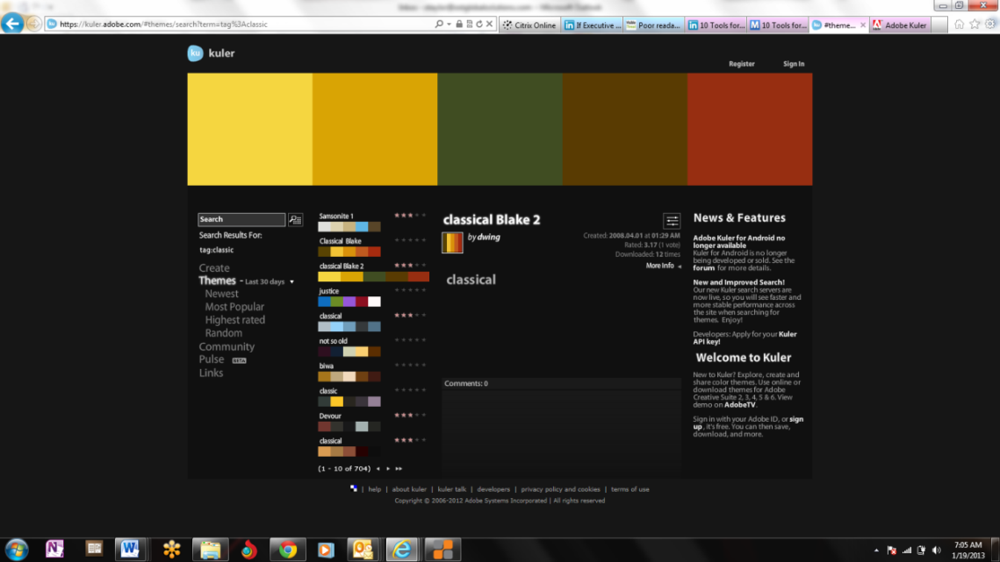 https://kuler.adobe.com/#themes/search?term=tag%3Aclassic
Citrix Online
If Executive ...
Poor reada...
10 Tools for...
10 Tools for...
#theme...
Adobe Kuler
ku kuler
Register
Sign In
Search
Search Results For:
tag:classic
Create
Themes - Last 30 days
Newest
Most Popular
Highest rated
Random
Community
Pulse BETA
Links
Samsonite 1
Classical Blake
classical Blake 2
justice
classical
not so old
biwa
classic
Devour
classical
(1 - 10 of 704)
classical Blake 2
by dwing
Created: 2008.04.01 at 01:29 AM
Rated: 3.17 (1 vote)
Downloaded: 12 times
More Info
classical
Comments: 0
News & Features
Adobe Kuler for Android no
longer available
Kuler for Android is no longer
being developed or sold. See the
forum for more details.
New and Improved Search!
Our new Kuler search servers are
now live, so you will see faster and
more stable performance across
the site when searching for
themes. Enjoy!
Developers: Apply for your Kuler
API key!
Welcome to Kuler
New to Kuler? Explore, create and
share color themes. Use online or
download themes for Adobe
Creative Suite 2, 3, 4, 5 & 6. View
demo on AdobeTV.
Sign in with your Adobe ID, or sign
up, it's free. You can then save,
download, and more.
| help | about kuler | kuler talk | developers | privacy policy and cookies | terms of use
Copyright © 2006-2012 Adobe Systems Incorporated | All rights reserved
7:05 AM
1/19/2013